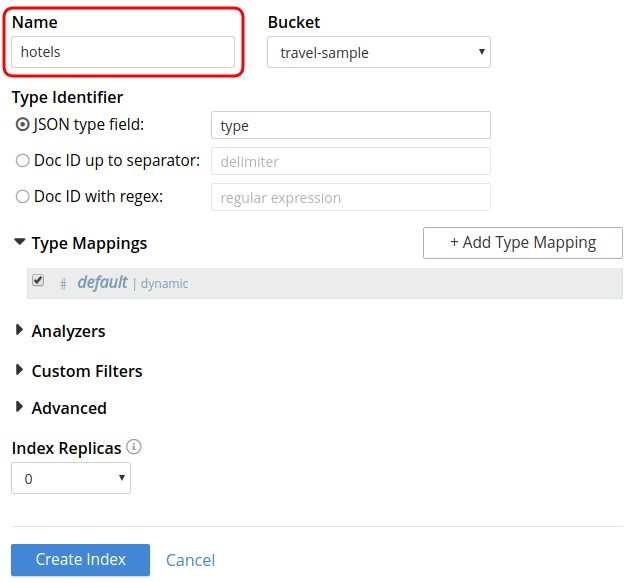 Name Bucket
hotels travel-sample
Type Identifier
JSON type field: type
Doc ID up to separator: delimiter
Doc ID with regex: regular expression
Type Mappings + Add Type Mapping
# default | dynamic
Analyzers
Custom Filters
Advanced
Index Replicas i
0
Create Index Cancel